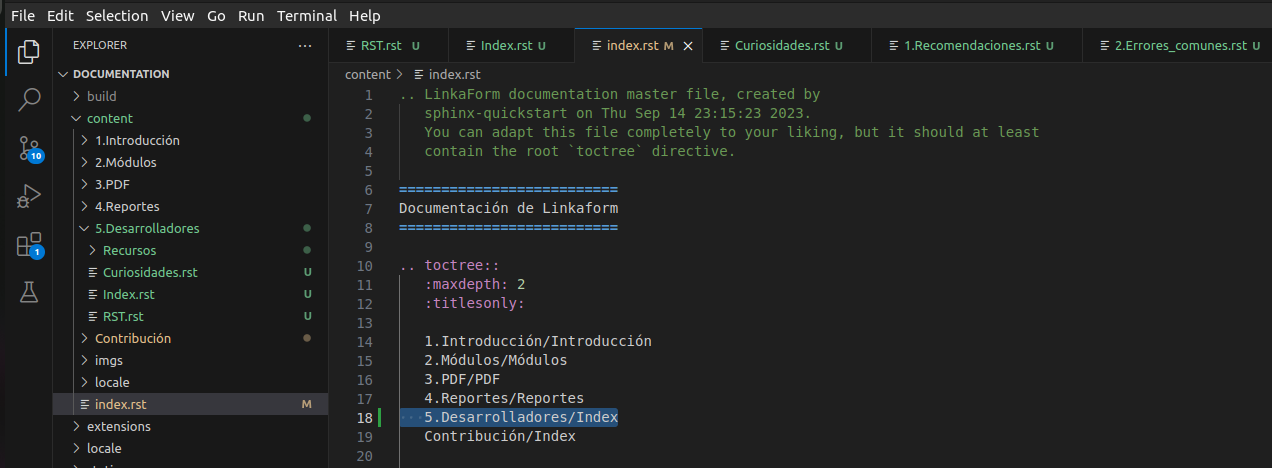 File Edit Selection View Go Run Terminal Help
EXPLORER ···
RST.rst U
Index.rst U
index.rst M ×
Curiosidades.rst U
1.Recomendaciones.rst U
2.Errores_comunes.rst U
DOCUMENTATION
build
content
1.Introducción
2.Módulos
3.PDF
4.Reportes
5.Desarrolladores
Recursos
Curiosidades.rst U
Index.rst U
RST.rst U
Contribución
imgs
locale
index.rst M
extensions
locale
10
1
content > index.rst
1 .. LinkaForm documentation master file, created by
2 sphinx-quickstart on Thu Sep 14 23:15:23 2023.
3 You can adapt this file completely to your liking, but it should at least
4 contain the root `toctree` directive.
5
6 ==========================
7 Documentación de Linkaform
8 ==========================
9
10 .. toctree::
11 :maxdepth: 2
12 :titlesonly:
13
14 1.Introducción/Introducción
15 2.Módulos/Módulos
16 3.PDF/PDF
17 4.Reportes/Reportes
18 5.Desarrolladores/Index
19 Contribución/Index
20